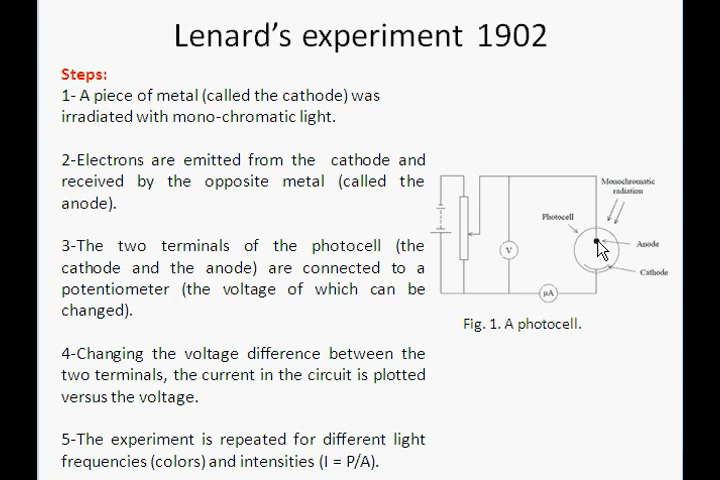 Lenard's experiment 1902
Steps:
1- A piece of metal (called the cathode) was
irradiated with mono-chromatic light.
2-Electrons are emitted from the cathode and
received by the opposite metal (called the
anode).
3-The two terminals of the photocell (the
cathode and the anode) are connected to a
potentiometer (the voltage of which can be
changed).
4-Changing the voltage difference between the
two terminals, the current in the circuit is plotted
versus the voltage.
5-The experiment is repeated for different light
frequencies (colors) and intensities (I = P/A).
Monochromatic
radiation
Photocell
Anode
V
Cathode
µA
Fig. 1. A photocell.